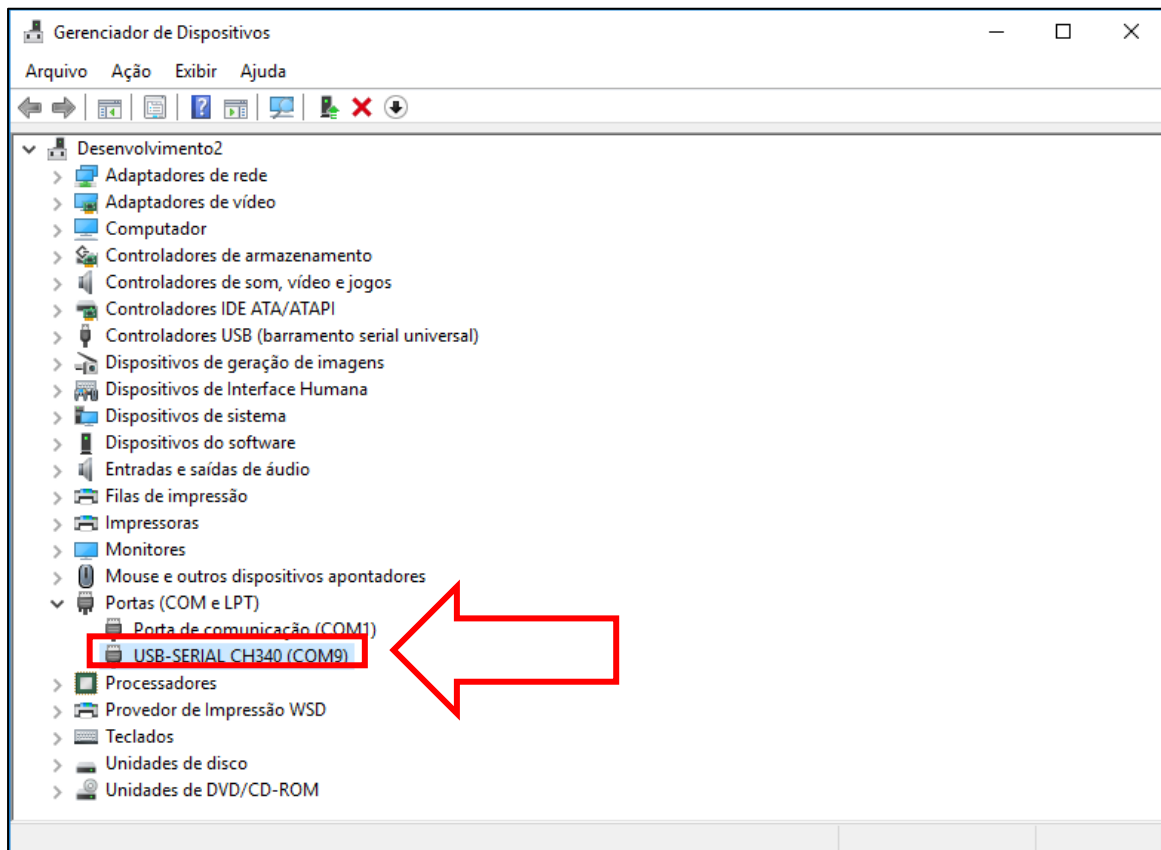 Gerenciador de Dispositivos
Arquivo Ação Exibir Ajuda
Desenvolvimento2
Adaptadores de rede
Adaptadores de vídeo
Computador
Controladores de armazenamento
Controladores de som, vídeo e jogos
Controladores IDE ATA/ATAPI
Controladores USB (barramento serial universal)
Dispositivos de geração de imagens
Dispositivos de Interface Humana
Dispositivos de sistema
Dispositivos do software
Entradas e saídas de áudio
Filas de impressão
Impressoras
Monitores
Mouse e outros dispositivos apontadores
Portas (COM e LPT)
Porta de comunicação (COM1)
USB-SERIAL CH340 (COM9)
Processadores
Provedor de Impressão WSD
Teclados
Unidades de disco
Unidades de DVD/CD-ROM